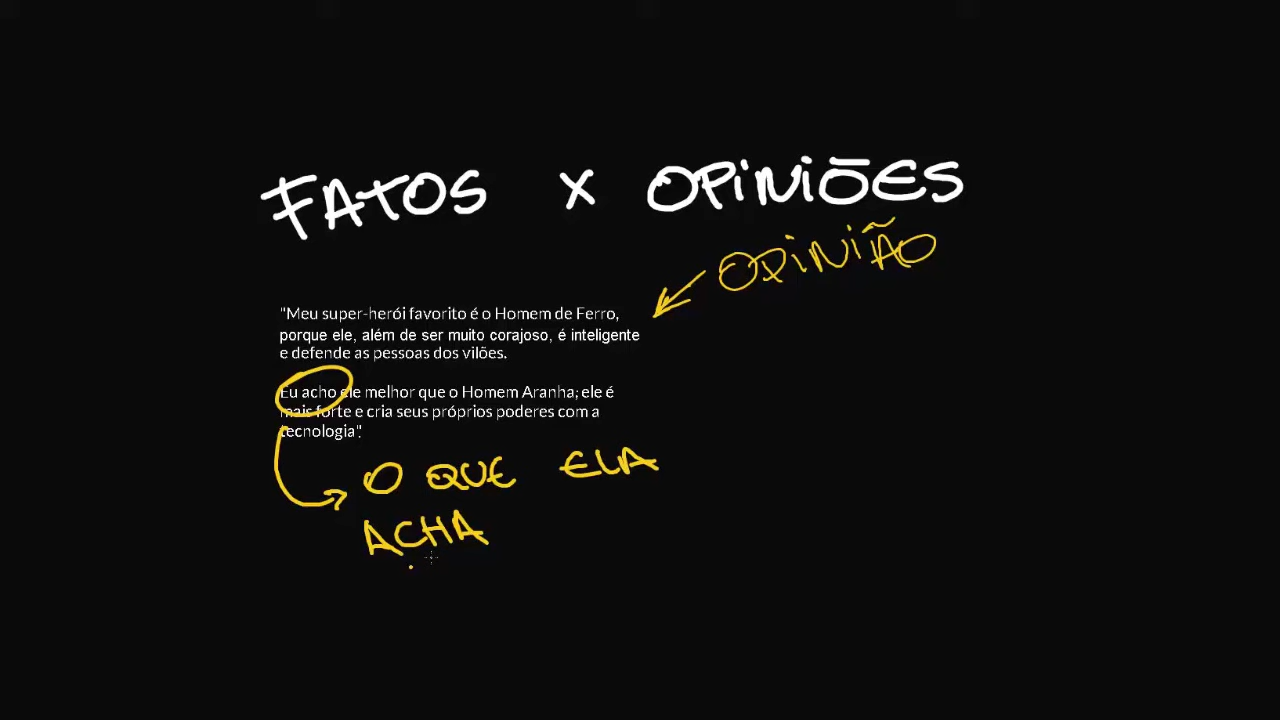 FATOS x OPINIÕES
OPINIÃO
"Meu super-herói favorito é o Homem de Ferro,
porque ele, além de ser muito corajoso, é inteligente
e defende as pessoas dos vilões.
Eu acho ele melhor que o Homem Aranha; ele é
mais forte e cria seus próprios poderes com a
tecnologia".
O QUE ELA
ACHA